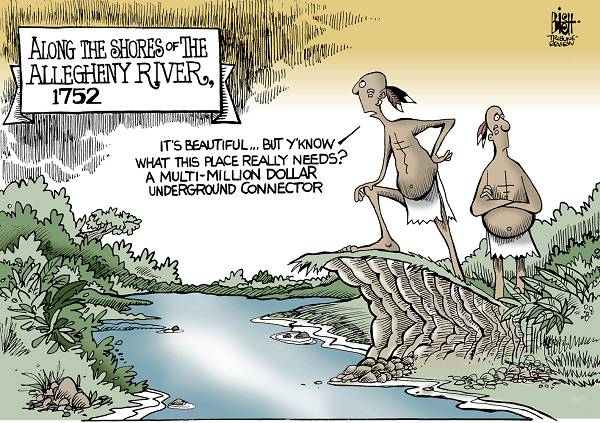 ALONG THE SHORES OF THE
ALLEGHENY RIVER,
1752
Bish
TRIBUNE-
REVIEW
IT'S BEAUTIFUL... BUT Y'KNOW
WHAT THIS PLACE REALLY NEEDS?
A MULTI-MILLION DOLLAR
UNDERGROUND CONNECTOR